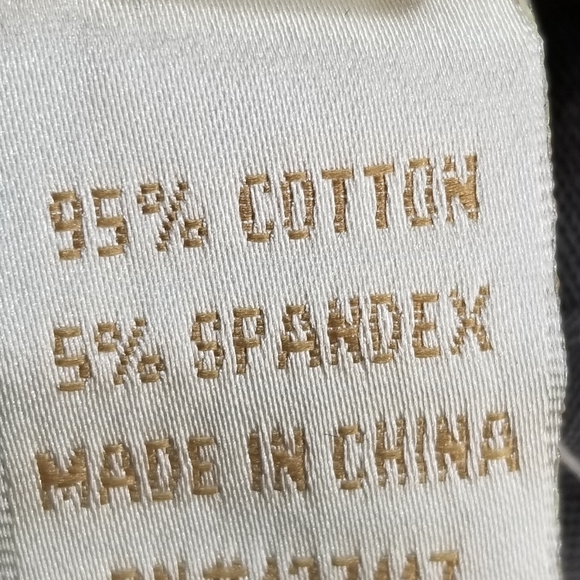 95% COTTON
5% SPANDEX
MADE IN CHINA